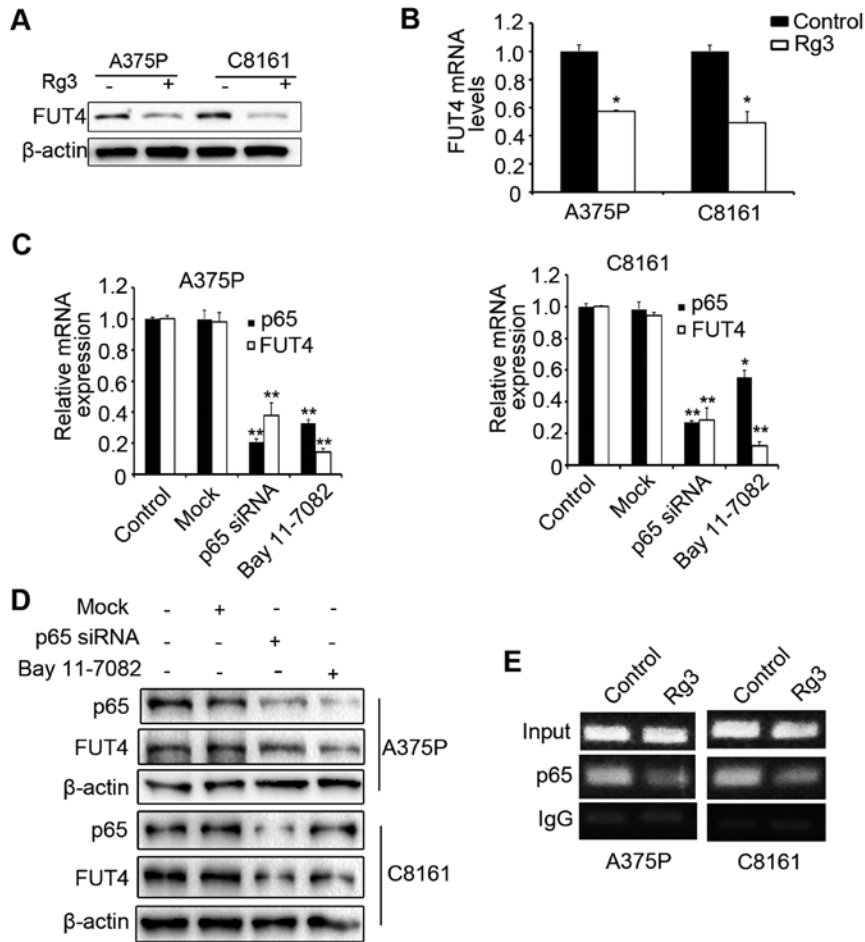 A
A375P C8161
Rg3 - + - +
FUT4
β-actin
B
Control
Rg3
FUT4 mRNA
levels
1.2
1.0
0.8
0.6
0.4
0.2
0
* *
A375P C8161
C
A375P
Relative mRNA
expression
1.2
1.0
0.8
0.6
0.4
0.2
0
p65
FUT4
** ** ** **
Control Mock p65 siRNA Bay 11-7082
C8161
Relative mRNA
expression
1.2
1.0
0.8
0.6
0.4
0.2
0
p65
FUT4
** ** * **
Control Mock p65 siRNA Bay 11-7082
D
Mock - + - -
p65 siRNA - - + -
Bay 11-7082 - - - +
p65
FUT4
β-actin
A375P
p65
FUT4
β-actin
C8161
E
Control Rg3 Control Rg3
Input
p65
IgG
A375P C8161